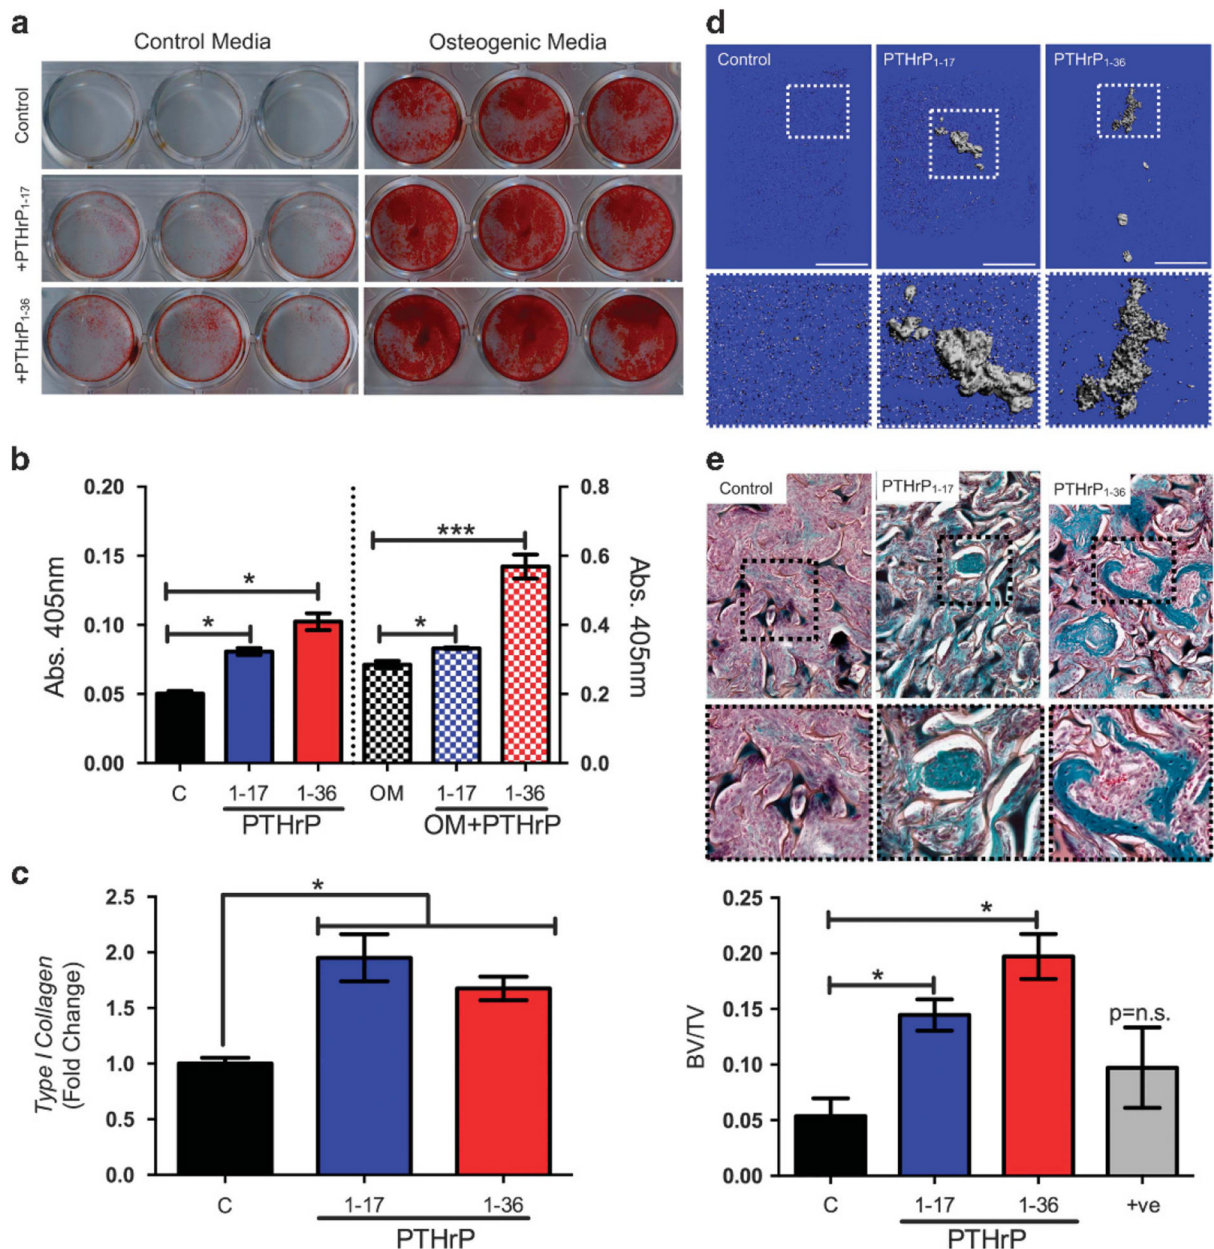 a
Control Media
Osteogenic Media
Control
+PTHrP1-17
+PTHrP1-36
b
Abs. 405nm
0.20
0.15
0.10
0.05
0.00
*
*
*
***
0.8
0.6
0.4
0.2
0.0
Abs. 405nm
C
1-17
1-36
OM
1-17
1-36
PTHrP
OM+PTHrP
c
Type I Collagen
(Fold Change)
2.5
2.0
1.5
1.0
0.5
0.0
*
C
1-17
1-36
PTHrP
d
Control
PTHrP1-17
PTHrP1-36
e
Control
PTHrP1-17
PTHrP1-36
BV/TV
0.25
0.20
0.15
0.10
0.05
0.00
*
*
p=n.s.
C
1-17
1-36
+ve
PTHrP